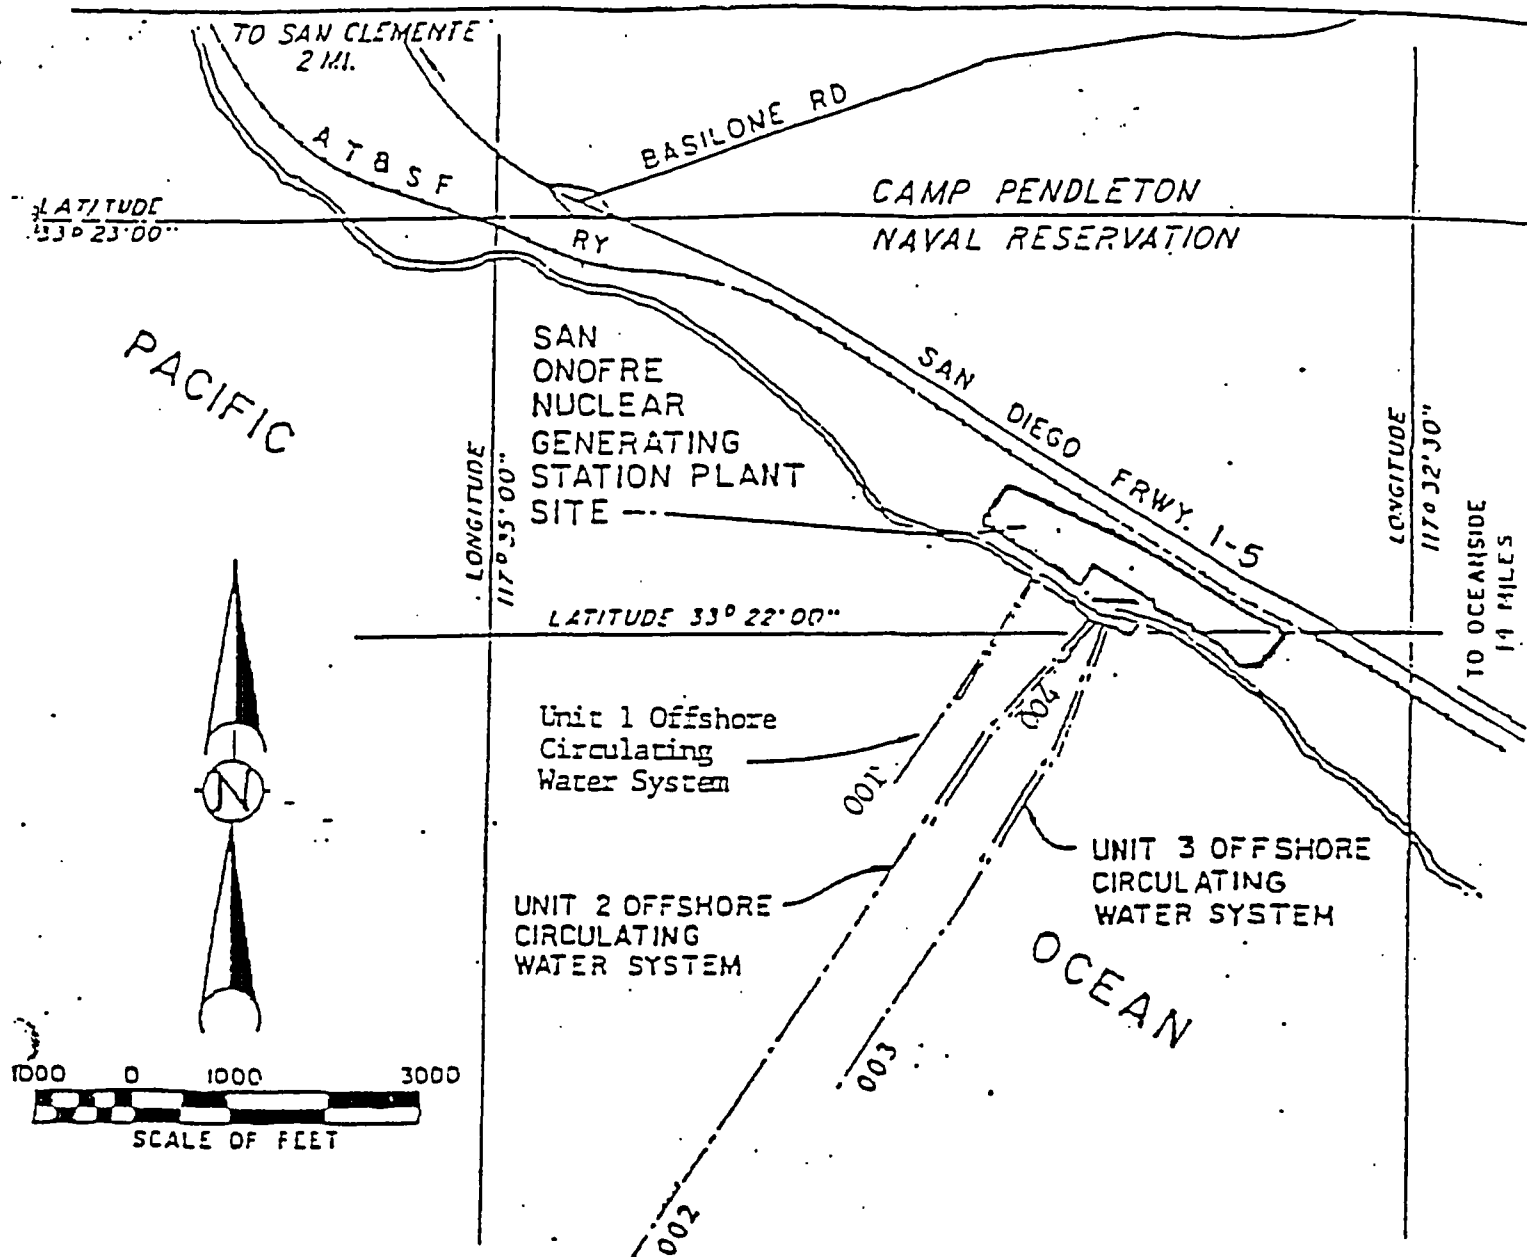 TO SAN CLEMENTE
2 MI.
BASILONE RD
A T & S F
RY
LATITUDE
33° 23'00"
CAMP PENDLETON
NAVAL RESERVATION
PACIFIC
SAN
ONOFRE
NUCLEAR
GENERATING
STATION PLANT
SITE
SAN DIEGO FRWY. I-5
LONGITUDE
117° 35'00"
LONGITUDE
117° 32'30"
TO OCEANSIDE
14 MILES
LATITUDE 33° 22'00"
Unit 1 Offshore
Circulating
Water System
001
004
N
UNIT 3 OFFSHORE
CIRCULATING
WATER SYSTEM
UNIT 2 OFFSHORE
CIRCULATING
WATER SYSTEM
OCEAN
003
002
1000 0 1000 3000
SCALE OF FEET